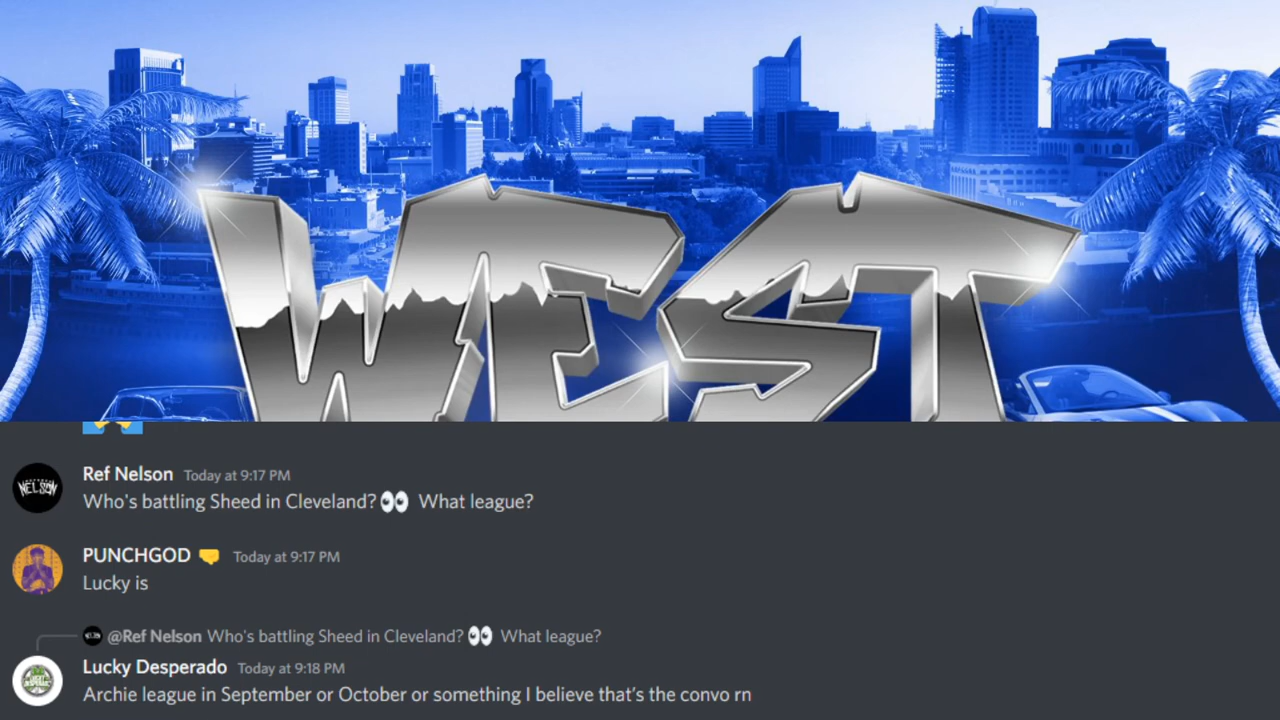 WEST
Ref Nelson Today at 9:17 PM
Who's battling Sheed in Cleveland? 👀 What league?
PUNCHGOD 🤜 Today at 9:17 PM
Lucky is
@Ref Nelson Who's battling Sheed in Cleveland? 👀 What league?
Lucky Desperado Today at 9:18 PM
Archie league in September or October or something I believe that’s the convo rn